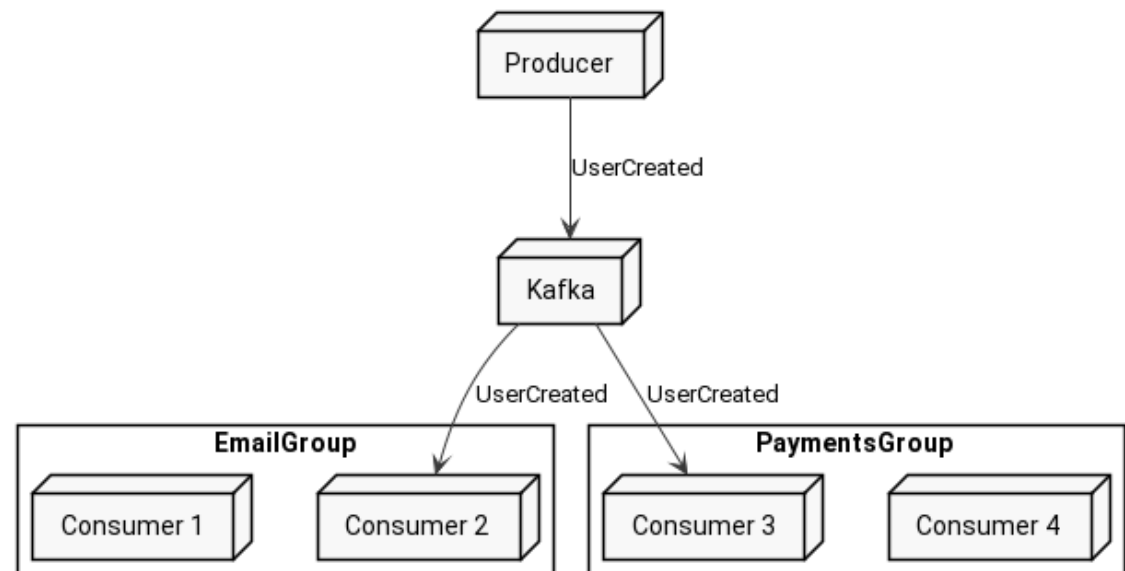 Producer
UserCreated
Kafka
UserCreated
UserCreated
EmailGroup
PaymentsGroup
Consumer 1
Consumer 2
Consumer 3
Consumer 4